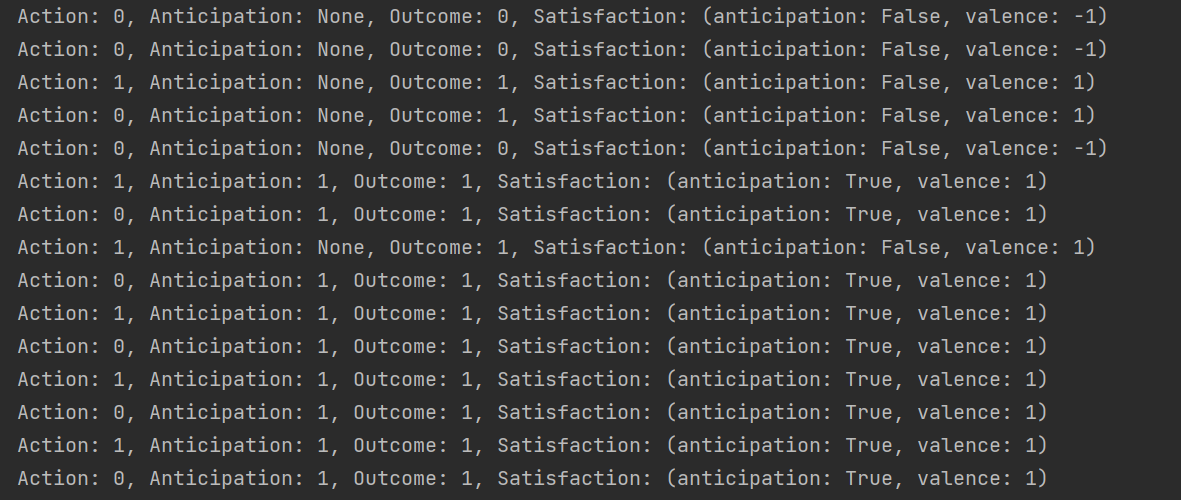 Action: 0, Anticipation: None, Outcome: 0, Satisfaction: (anticipation: False, valence: -1)
Action: 0, Anticipation: None, Outcome: 0, Satisfaction: (anticipation: False, valence: -1)
Action: 1, Anticipation: None, Outcome: 1, Satisfaction: (anticipation: False, valence: 1)
Action: 0, Anticipation: None, Outcome: 1, Satisfaction: (anticipation: False, valence: 1)
Action: 0, Anticipation: None, Outcome: 0, Satisfaction: (anticipation: False, valence: -1)
Action: 1, Anticipation: 1, Outcome: 1, Satisfaction: (anticipation: True, valence: 1)
Action: 0, Anticipation: 1, Outcome: 1, Satisfaction: (anticipation: True, valence: 1)
Action: 1, Anticipation: None, Outcome: 1, Satisfaction: (anticipation: False, valence: 1)
Action: 0, Anticipation: 1, Outcome: 1, Satisfaction: (anticipation: True, valence: 1)
Action: 1, Anticipation: 1, Outcome: 1, Satisfaction: (anticipation: True, valence: 1)
Action: 0, Anticipation: 1, Outcome: 1, Satisfaction: (anticipation: True, valence: 1)
Action: 1, Anticipation: 1, Outcome: 1, Satisfaction: (anticipation: True, valence: 1)
Action: 0, Anticipation: 1, Outcome: 1, Satisfaction: (anticipation: True, valence: 1)
Action: 1, Anticipation: 1, Outcome: 1, Satisfaction: (anticipation: True, valence: 1)
Action: 0, Anticipation: 1, Outcome: 1, Satisfaction: (anticipation: True, valence: 1)